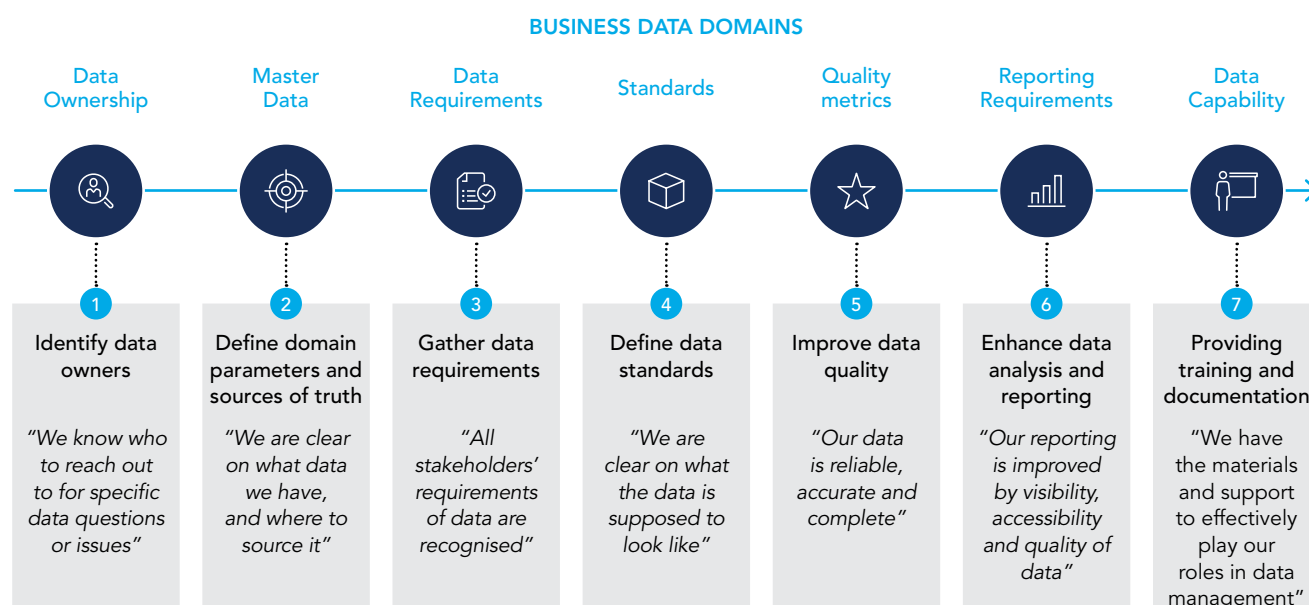 BUSINESS DATA DOMAINS
Data
Ownership
Master
Data
Data
Requirements
Standards
Quality
metrics
Reporting
Requirements
Data
Capability
1
Identify data
owners
“We know who
to reach out
to for specific
data questions
or issues”
2
Define domain
parameters and
sources of truth
“We are clear
on what data
we have,
and where to
source it”
3
Gather data
requirements
“All
stakeholders’
requirements
of data are
recognised”
4
Define data
standards
“We are
clear on what
the data is
supposed to
look like”
5
Improve data
quality
“Our data
is reliable,
accurate and
complete”
6
Enhance data
analysis and
reporting
“Our reporting
is improved
by visibility,
accessibility
and quality of
data”
7
Providing
training and
documentation
“We have
the materials
and support
to effectively
play our
roles in data
management”